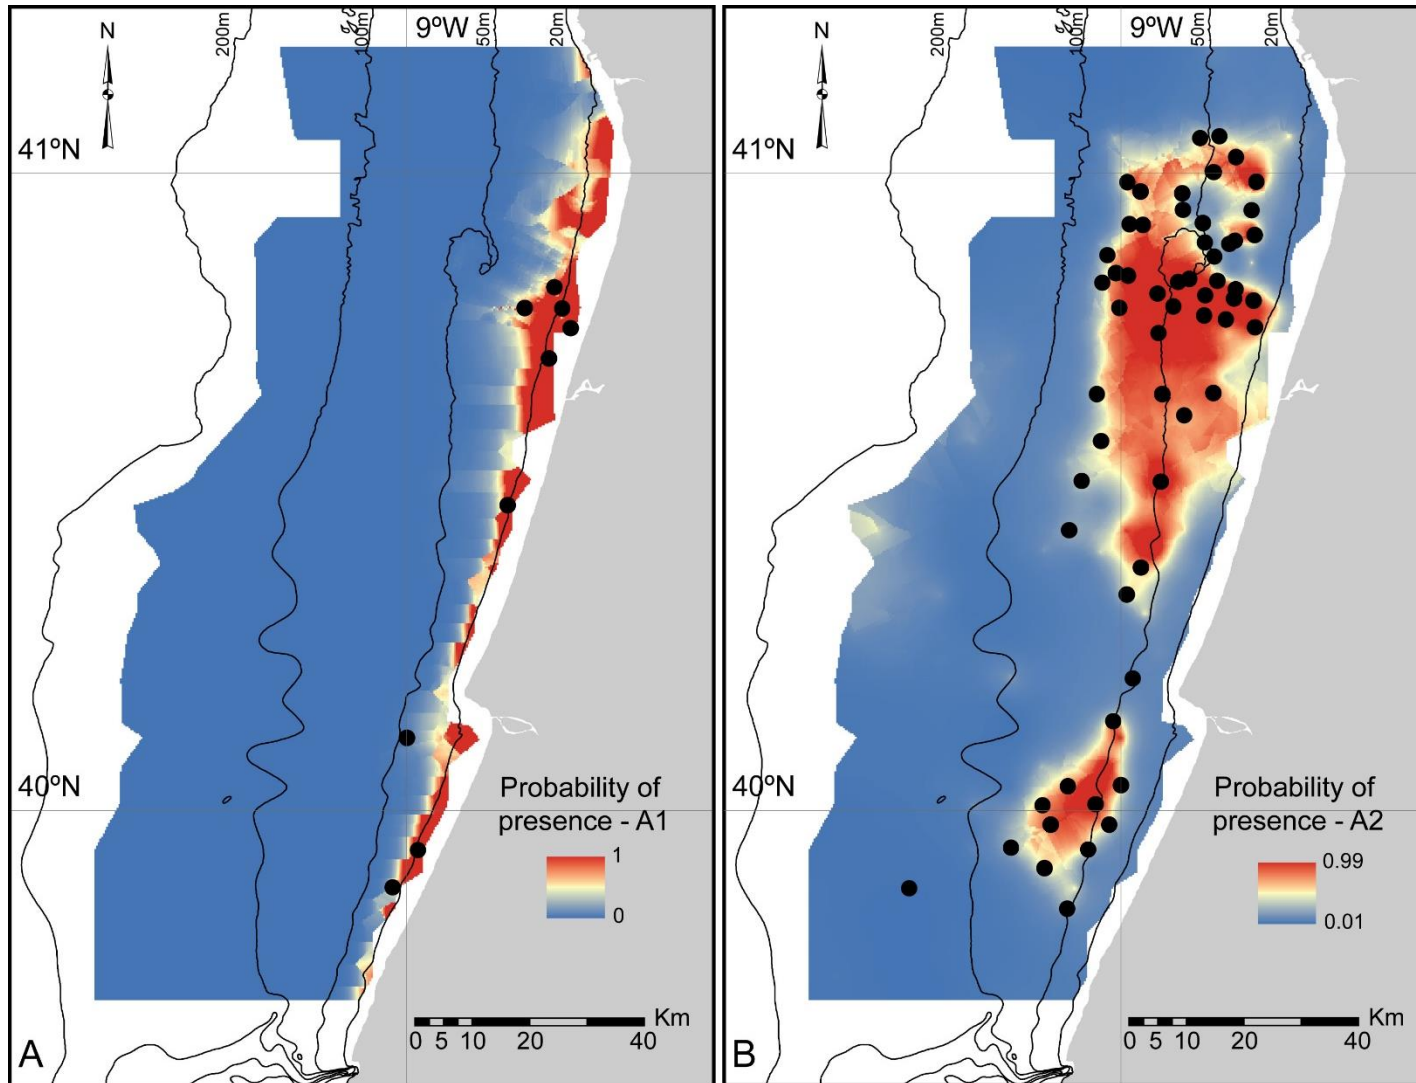 N
200m
100m
9ºW
50m
20m
41ºN
40ºN
Probability of
presence - A1
1
0
Km
0 5 10 20 40
A
N
200m
100m
9ºW
50m
20m
41ºN
40ºN
Probability of
presence - A2
0.99
0.01
Km
0 5 10 20 40
B